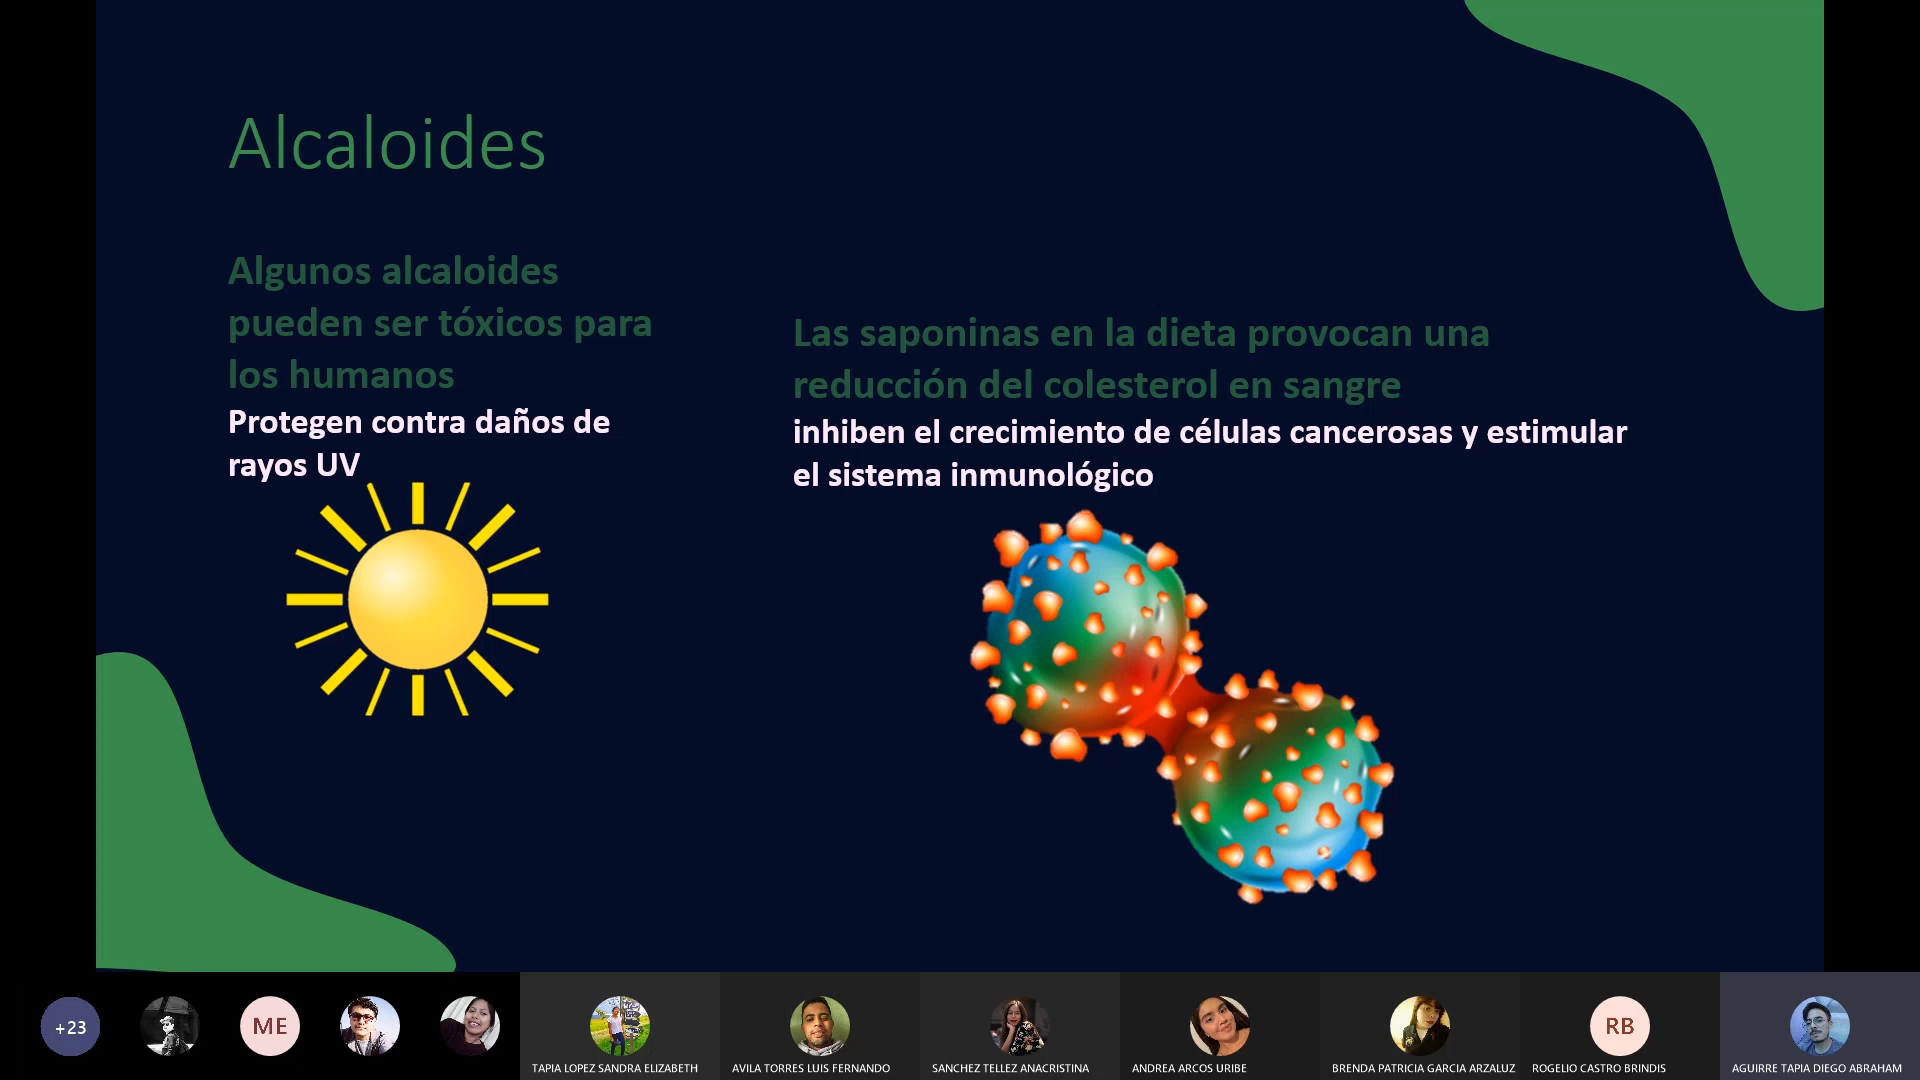 Alcaloides
Algunos alcaloides
pueden ser tóxicos para
los humanos
Protegen contra daños de
rayos UV
Las saponinas en la dieta provocan una
reducción del colesterol en sangre
inhiben el crecimiento de células cancerosas y estimular
el sistema inmunológico
+23
ME
TAPIA LOPEZ SANDRA ELIZABETH
AVILA TORRES LUIS FERNANDO
SANCHEZ TELLEZ ANACRISTINA
ANDREA ARCOS URIBE
BRENDA PATRICIA GARCIA ARZALUZ
RB
ROGELIO CASTRO BRINDIS
AGUIRRE TAPIA DIEGO ABRAHAM